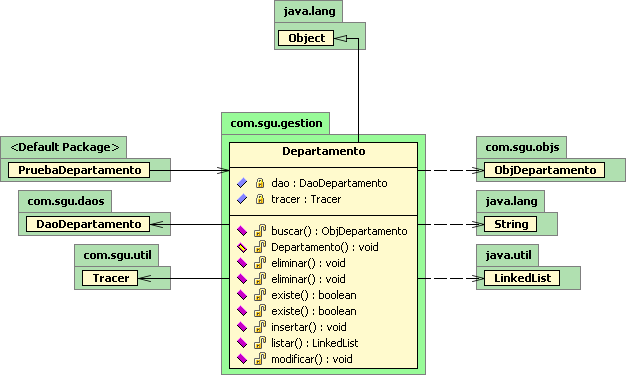 java.lang
Object
com.sgu.gestion
<Default Package>
PruebaDepartamento
com.sgu.daos
DaoDepartamento
com.sgu.util
Tracer
Departamento
dao : DaoDepartamento
tracer : Tracer
buscar() : ObjDepartamento
Departamento() : void
eliminar() : void
eliminar() : void
existe() : boolean
existe() : boolean
insertar() : void
listar() : LinkedList
modificar() : void
com.sgu.objs
ObjDepartamento
java.lang
String
java.util
LinkedList